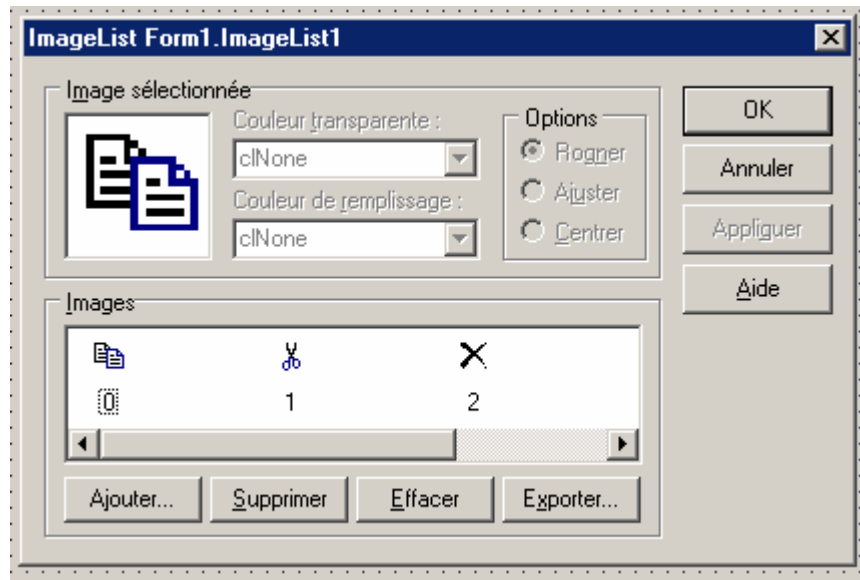 ImageList Form1.ImageList1
Image sélectionnée
Couleur transparente :
clNone
Couleur de remplissage :
clNone
Options
Rogner
Ajuster
Centrer
OK
Annuler
Appliquer
Aide
Images
0 1 2
Ajouter... Supprimer Effacer Exporter...